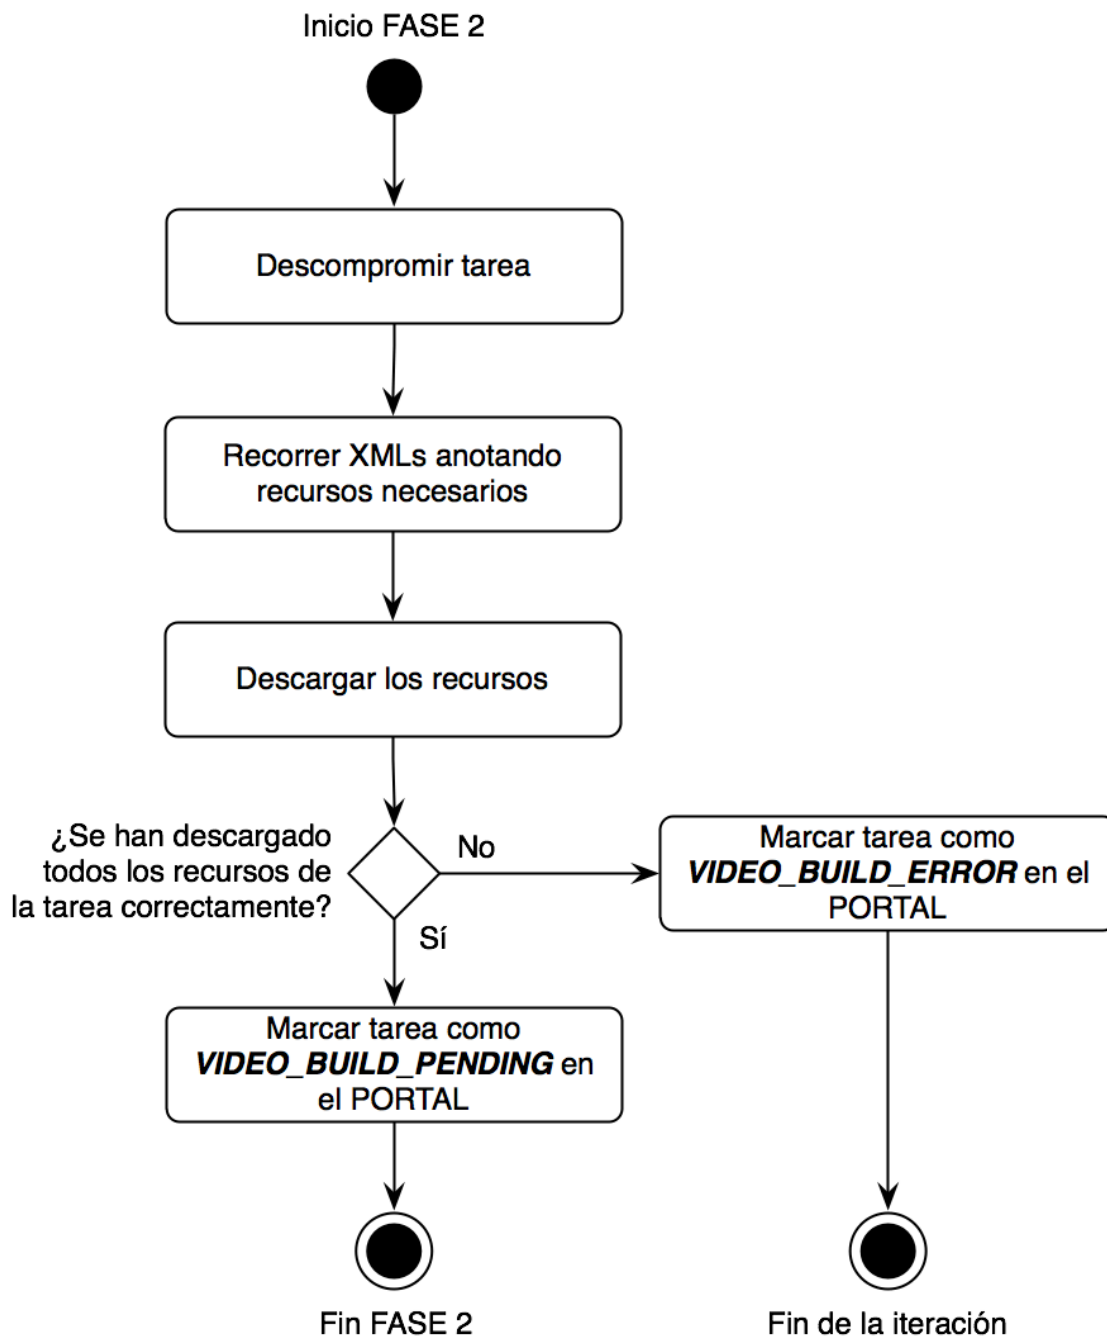 Inicio FASE 2
Descompromir tarea
Recorrer XMLs anotando
recursos necesarios
Descargar los recursos
¿Se han descargado
todos los recursos de
la tarea correctamente?
No
Marcar tarea como
VIDEO_BUILD_ERROR en el
PORTAL
Sí
Marcar tarea como
VIDEO_BUILD_PENDING en
el PORTAL
Fin FASE 2
Fin de la iteración